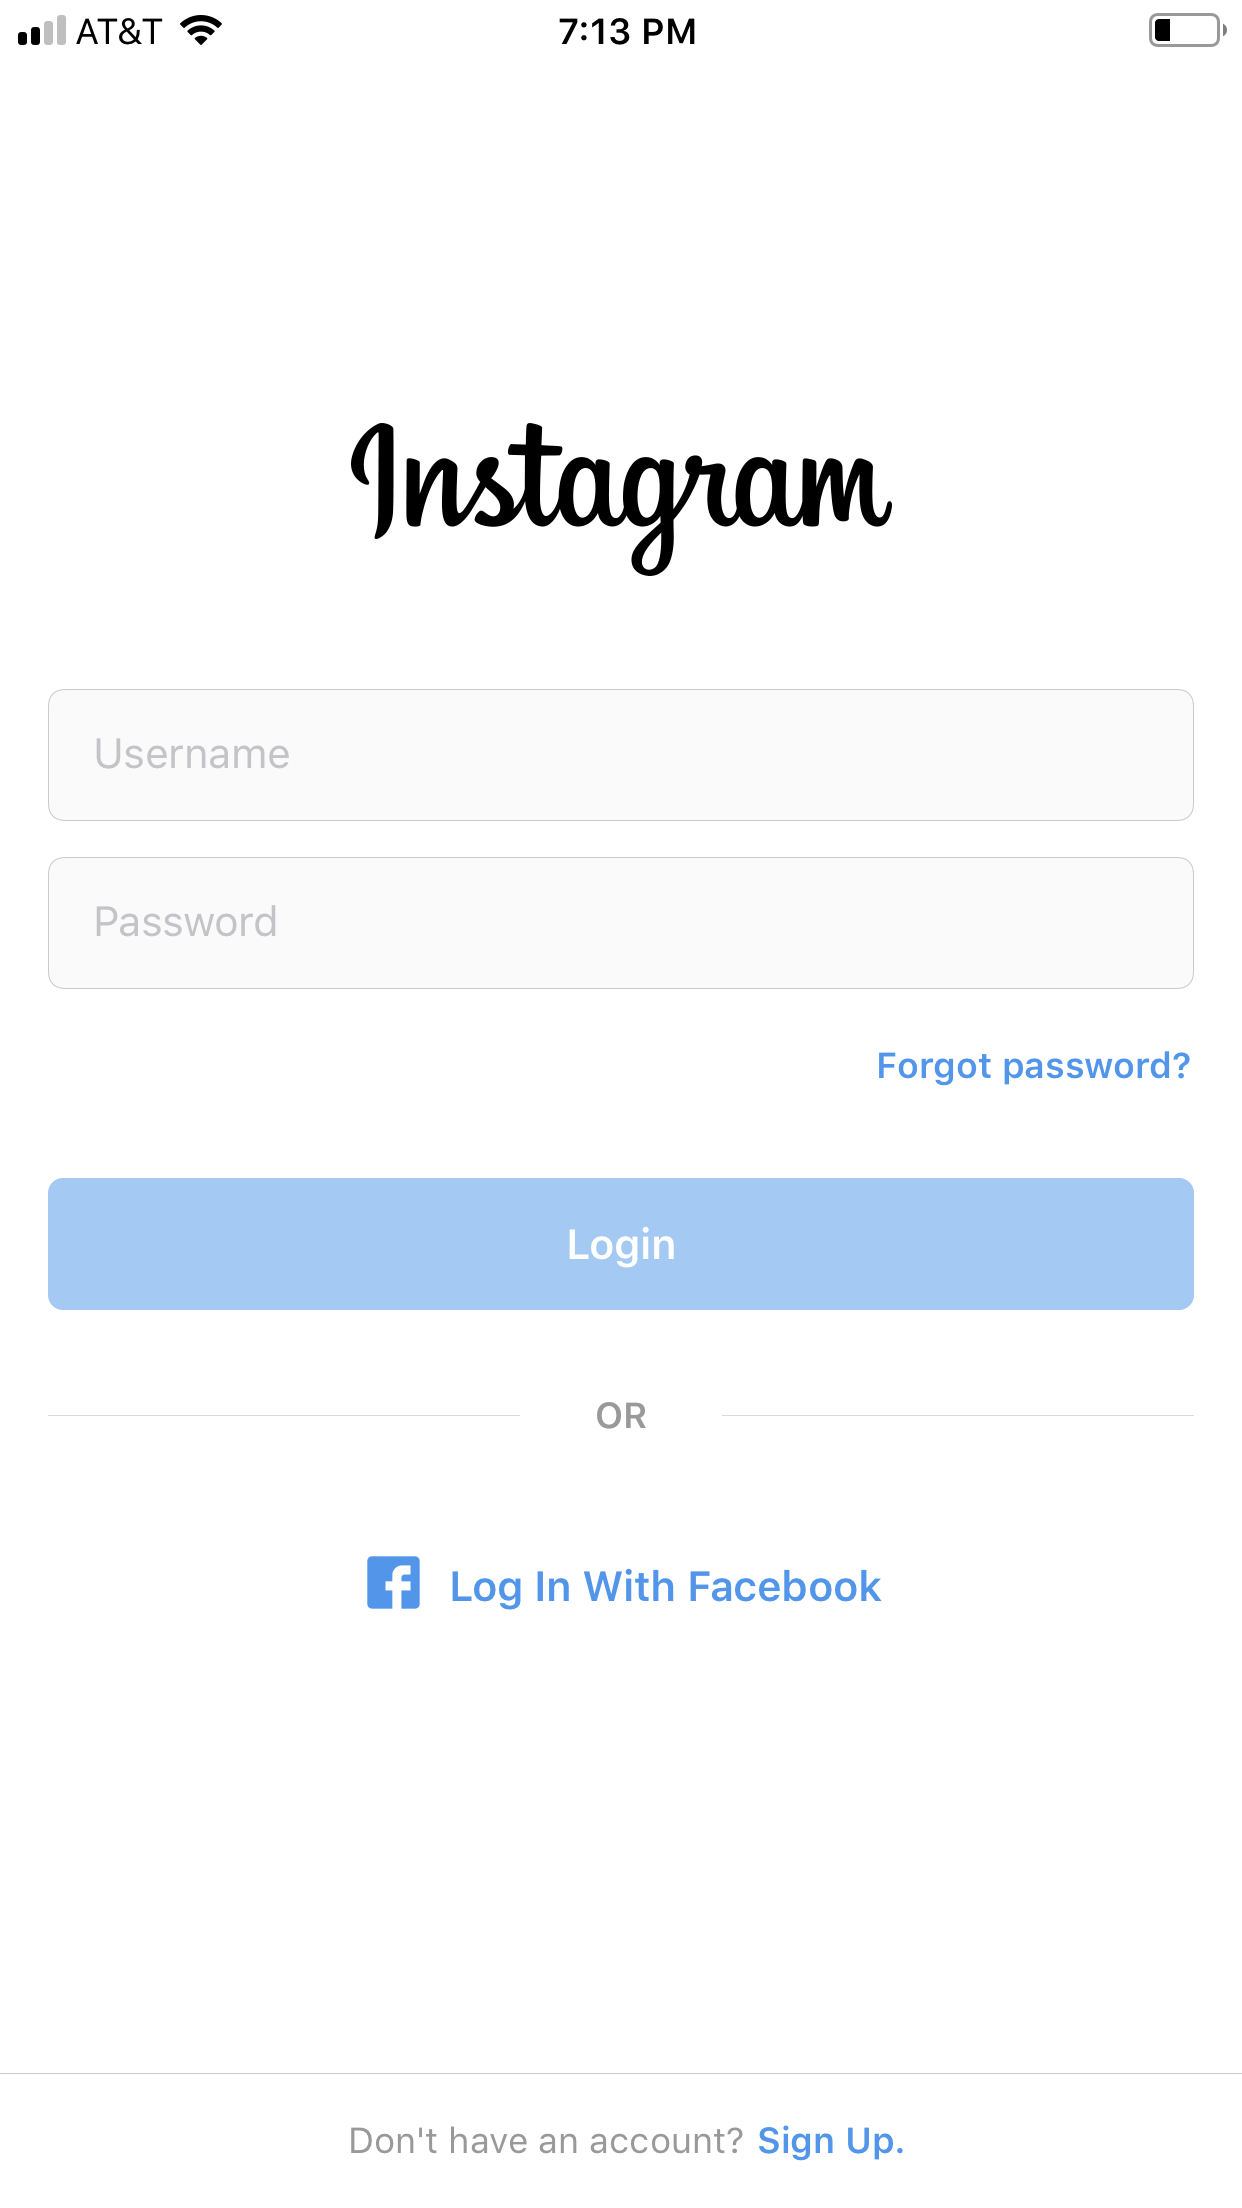 AT&T 7:13 PM
Instagram
Username
Password
Forgot password?
Login
OR
Log In With Facebook
Don't have an account? Sign Up.